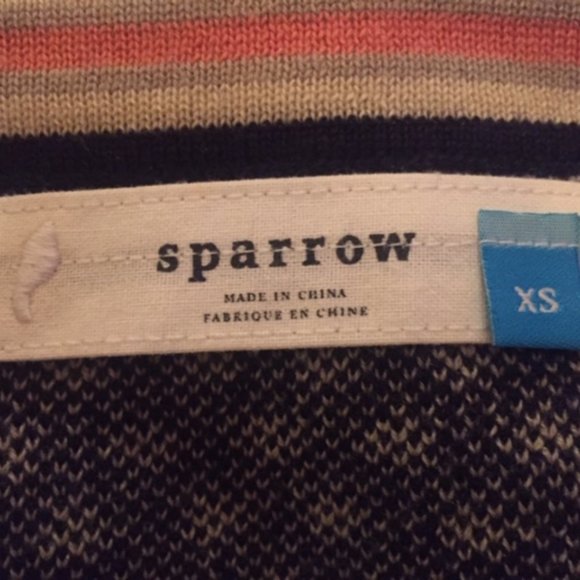 sparrow
MADE IN CHINA
FABRIQUE EN CHINE
XS